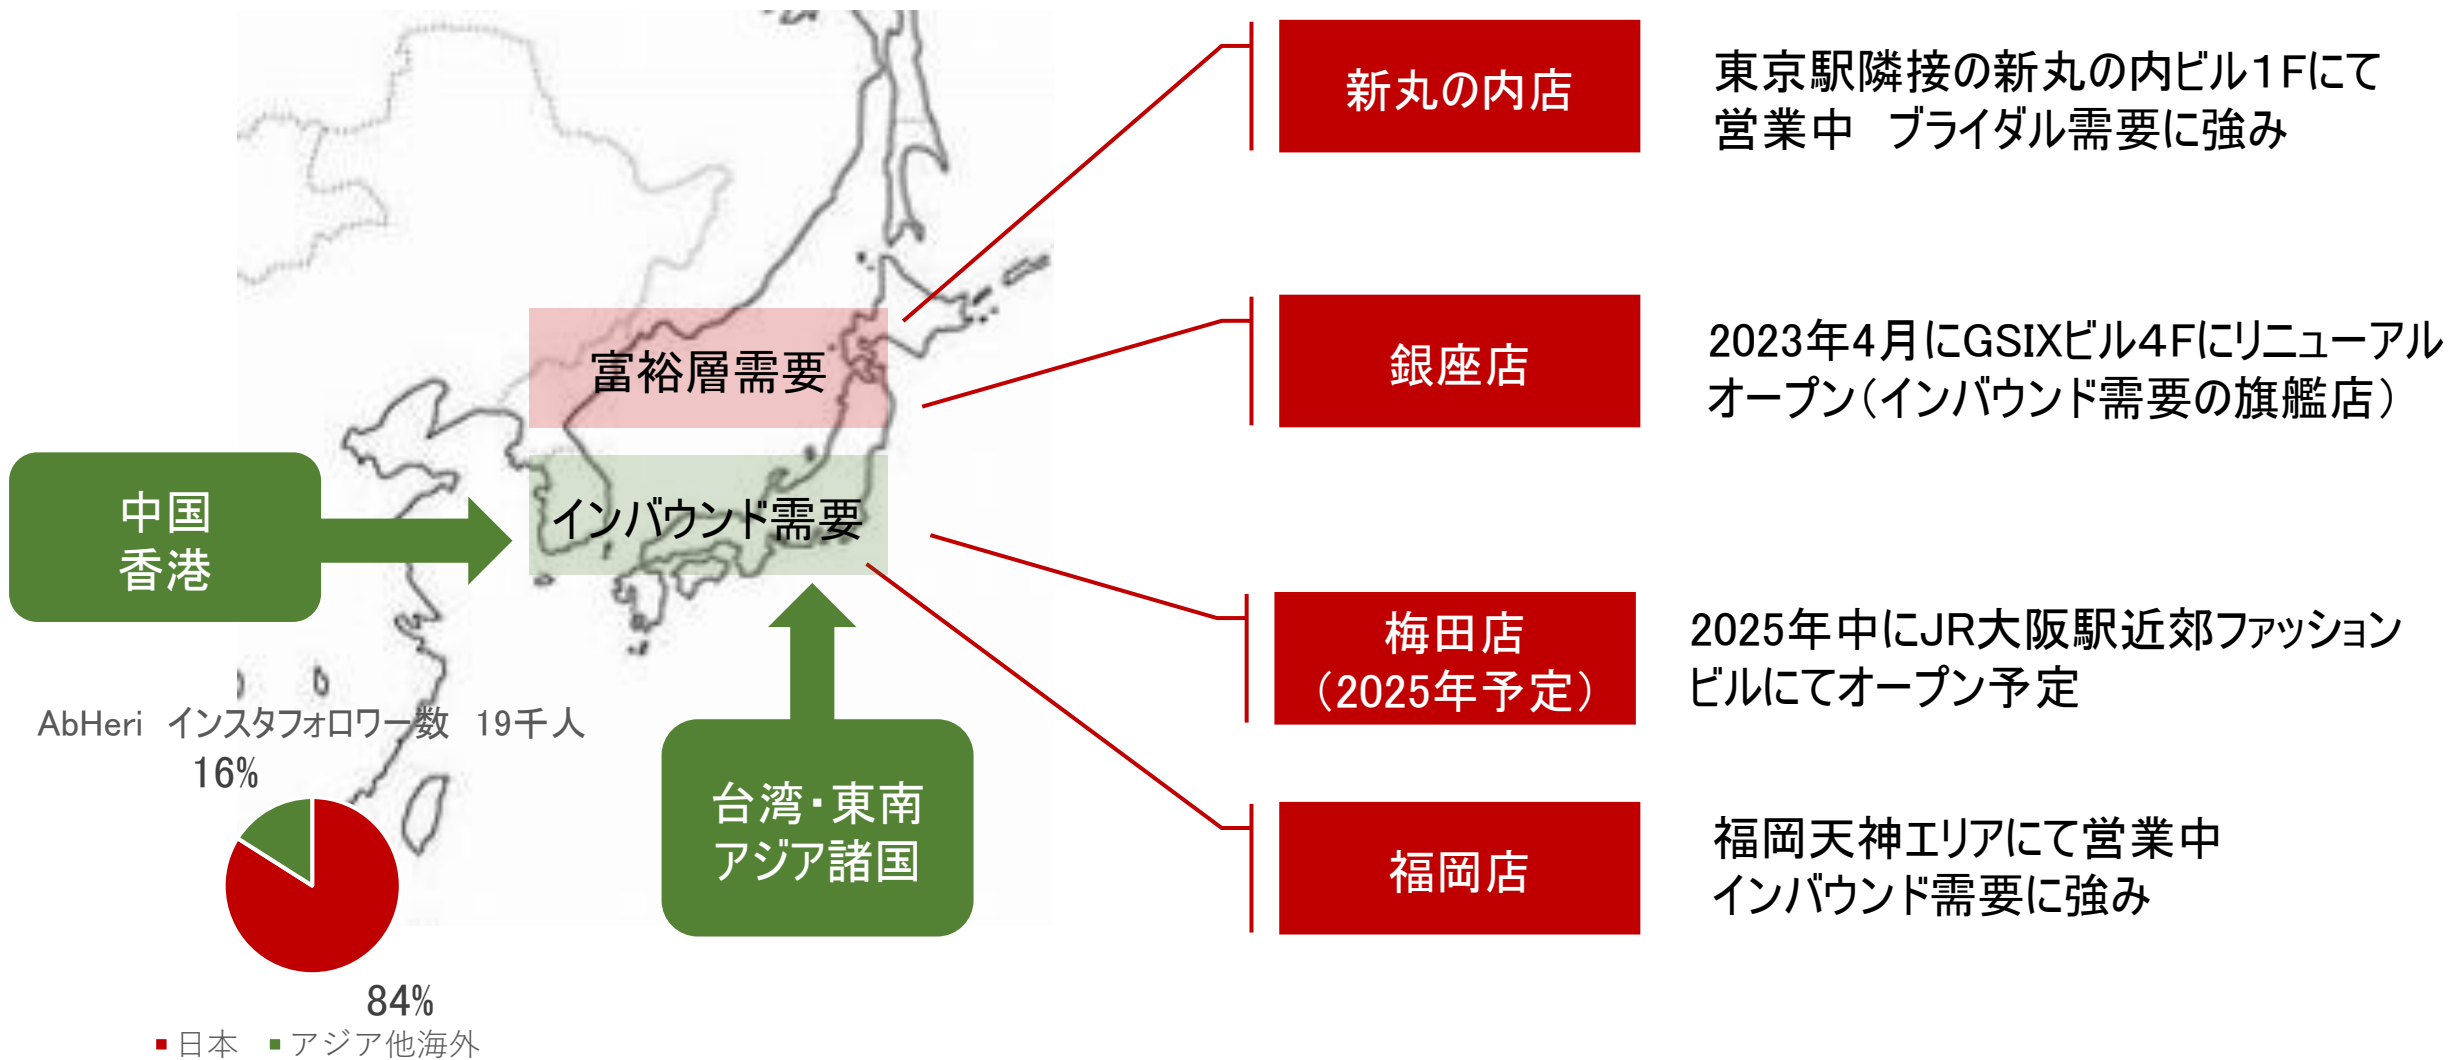 新丸の内店
東京駅隣接の新丸の内ビル１Fにて
営業中　ブライダル需要に強み
富裕層需要
銀座店
2023年4月にGSIXビル４Fにリニューアル
オープン（インバウンド需要の旗艦店）
中国
香港
インバウンド需要
梅田店
（2025年予定）
2025年中にJR大阪駅近郊ファッション
ビルにてオープン予定
台湾・東南
アジア諸国
福岡店
福岡天神エリアにて営業中
インバウンド需要に強み
AbHeri　インスタフォロワー数　19千人
16%
84%
日本　アジア他海外